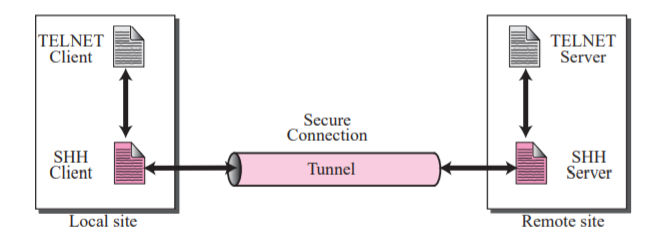 TELNET
Client
TELNET
Server
Secure
Connection
SHH
Client
Tunnel
SHH
Server
Local site
Remote site